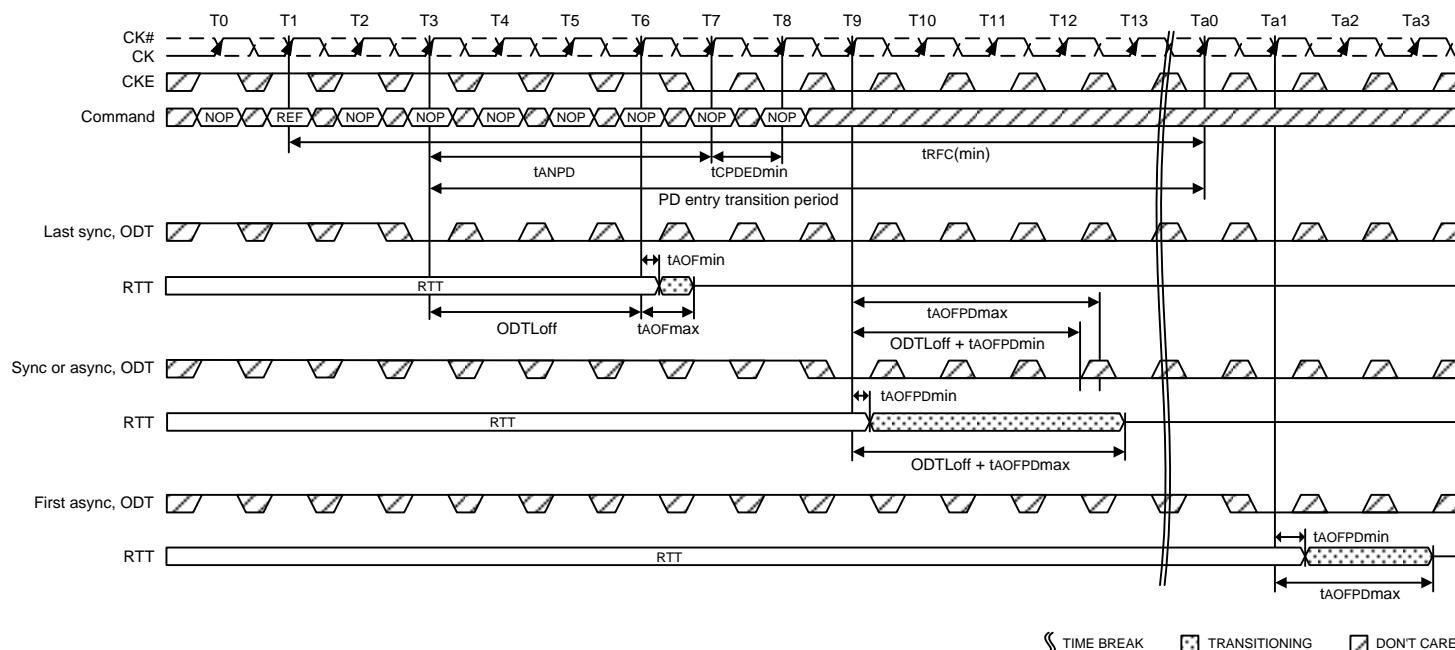 T0 T1 T2 T3 T4 T5 T6 T7 T8 T9 T10 T11 T12 T13 Ta0 Ta1 Ta2 Ta3
CK#
CK
CKE
Command NOP REF NOP NOP NOP NOP NOP NOP NOP
tRFC(min)
tANPD tCPDEDmin
PD entry transition period
Last sync, ODT
tAOFmin
RTT RTT
ODTLoff tAOFmax
tAOFPDmax
ODTLoff + tAOFPDmin
Sync or async, ODT
tAOFPDmin
RTT RTT
ODTLoff + tAOFPDmax
First async, ODT
tAOFPDmin
RTT RTT
tAOFPDmax
TIME BREAK TRANSITIONING DON'T CARE